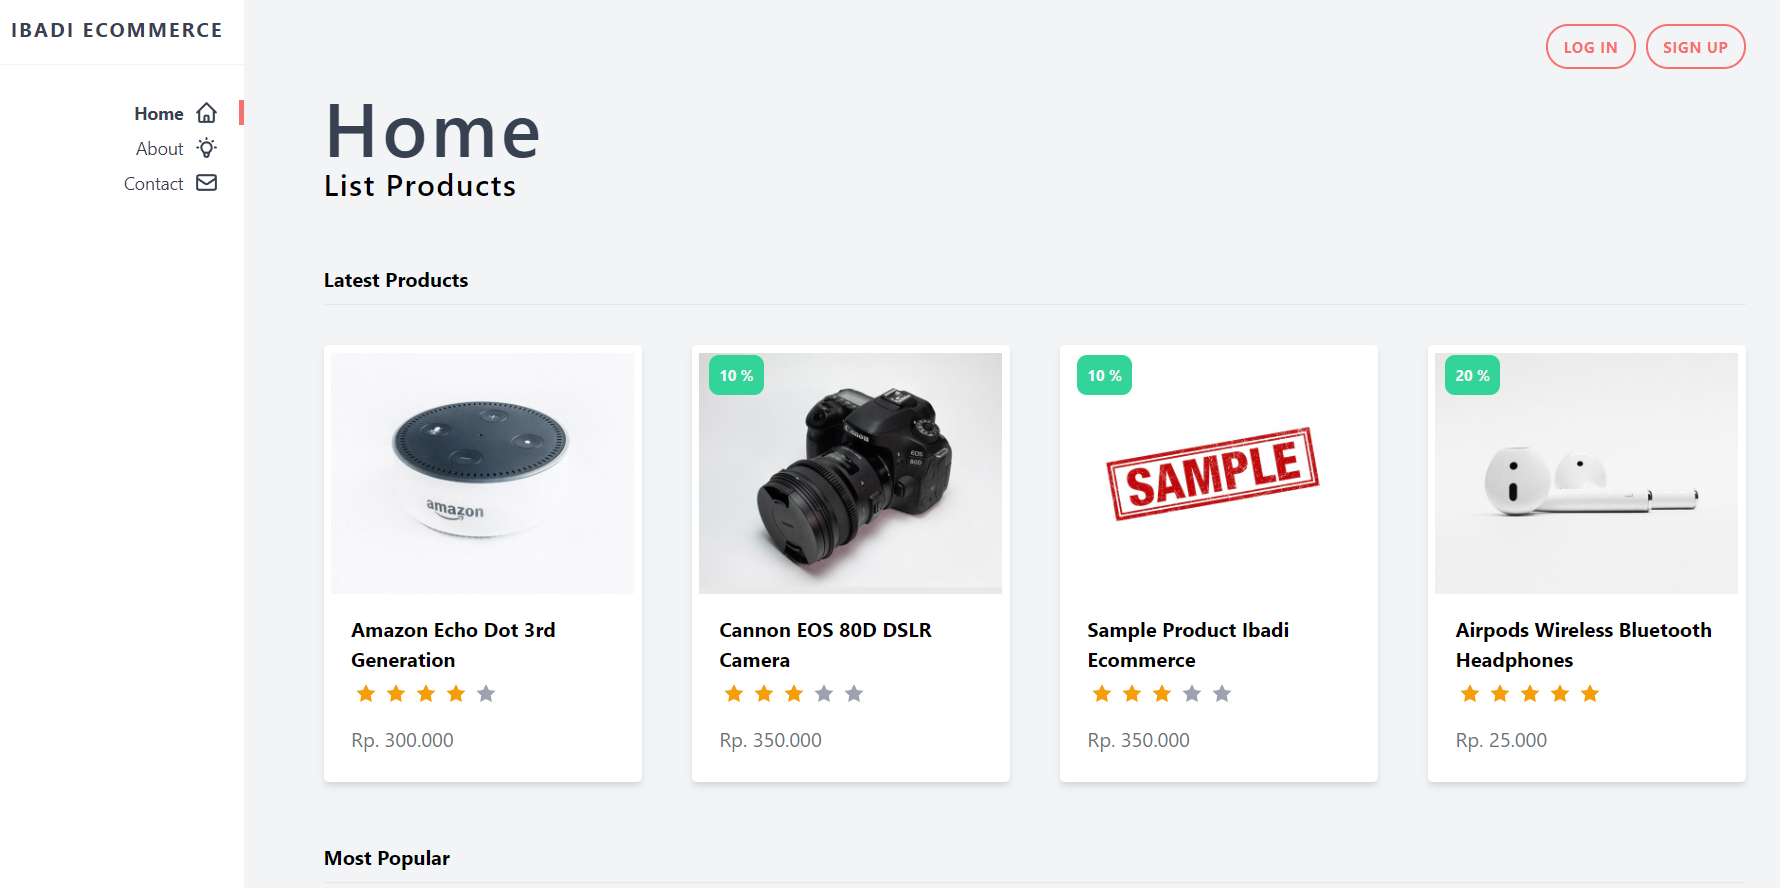 IBADI ECOMMERCE
LOG IN
SIGN UP
Home
About
Contact
Home
List Products
Latest Products
amazon
10 %
Canon
EOS
80D
10 %
SAMPLE
20 %
Amazon Echo Dot 3rd
Generation
Rp. 300.000
Cannon EOS 80D DSLR
Camera
Rp. 350.000
Sample Product Ibadi
Ecommerce
Rp. 350.000
Airpods Wireless Bluetooth
Headphones
Rp. 25.000
Most Popular